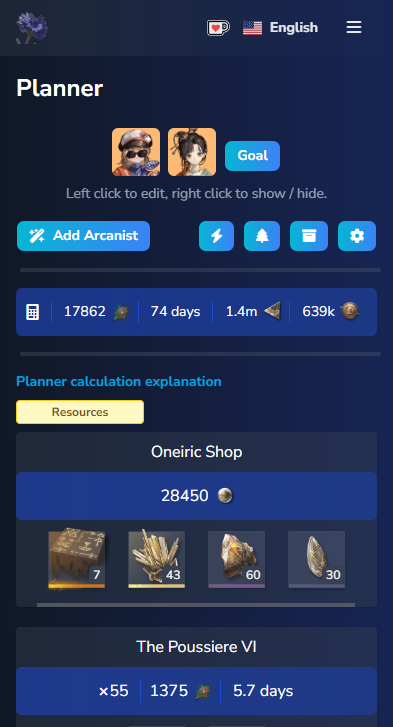 English
Planner
Goal
Left click to edit, right click to show / hide.
Add Arcanist
17862 74 days 1.4m 639k
Planner calculation explanation
Resources
Oneiric Shop
28450
7 43 60 30
The Poussiere VI
×55 1375 5.7 days